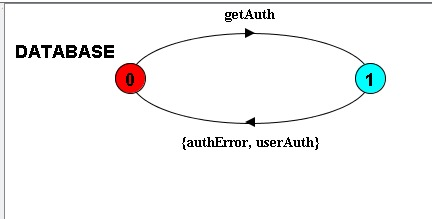 getAuth
DATABASE
0
1
{authError, userAuth}